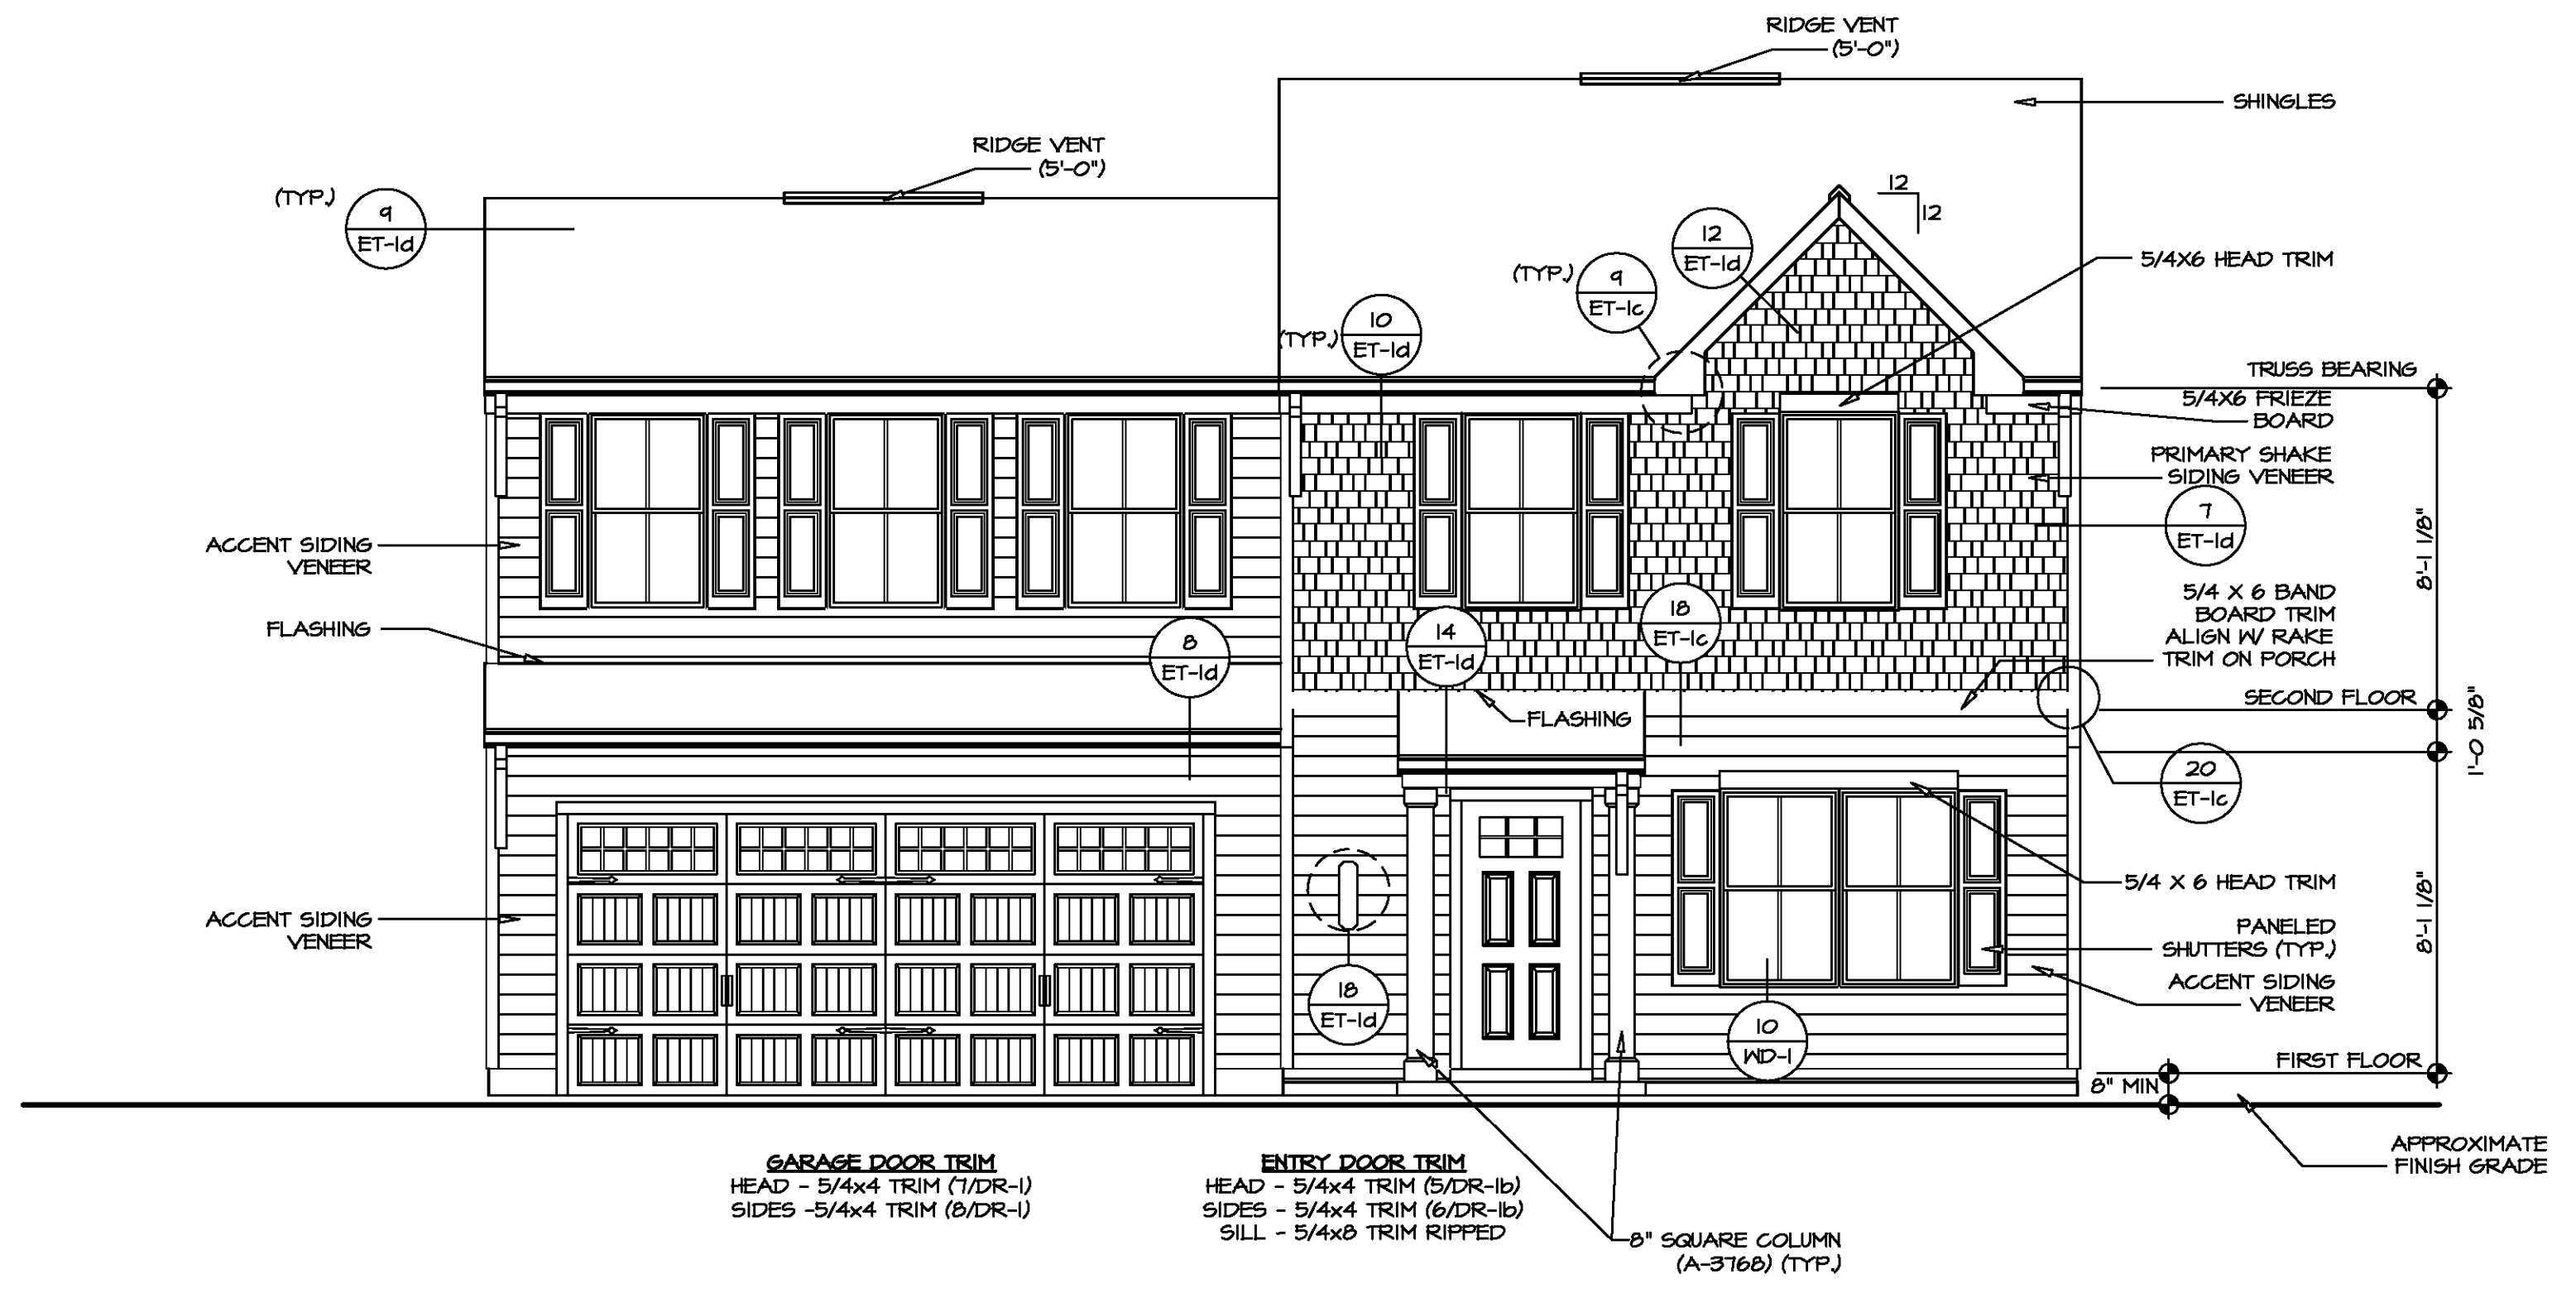 RIDGE VENT
(5'-0")
SHINGLES
RIDGE VENT
(5'-0")
(TYP.)
9
ET-1d
12
12
12
ET-1d
(TYP.)
9
ET-1c
5/4X6 HEAD TRIM
(TYP.)
10
ET-1d
TRUSS BEARING
5/4X6 FRIEZE
BOARD
PRIMARY SHAKE
SIDING VENEER
7
ET-1d
8'-1 1/8"
ACCENT SIDING
VENEER
FLASHING
8
ET-1d
14
ET-1d
18
ET-1c
5/4 X 6 BAND
BOARD TRIM
ALIGN W/ RAKE
TRIM ON PORCH
SECOND FLOOR
FLASHING
1'-0 5/8"
20
ET-1c
5/4 X 6 HEAD TRIM
8'-1 1/8"
ACCENT SIDING
VENEER
PANELED
SHUTTERS (TYP.)
ACCENT SIDING
VENEER
18
ET-1d
10
WD-1
FIRST FLOOR
8" MIN
APPROXIMATE
FINISH GRADE
GARAGE DOOR TRIM
HEAD - 5/4x4 TRIM (7/DR-1)
SIDES -5/4x4 TRIM (8/DR-1)
ENTRY DOOR TRIM
HEAD - 5/4x4 TRIM (5/DR-1b)
SIDES - 5/4x4 TRIM (6/DR-1b)
SILL - 5/4x8 TRIM RIPPED
8" SQUARE COLUMN
(A-3768) (TYP.)